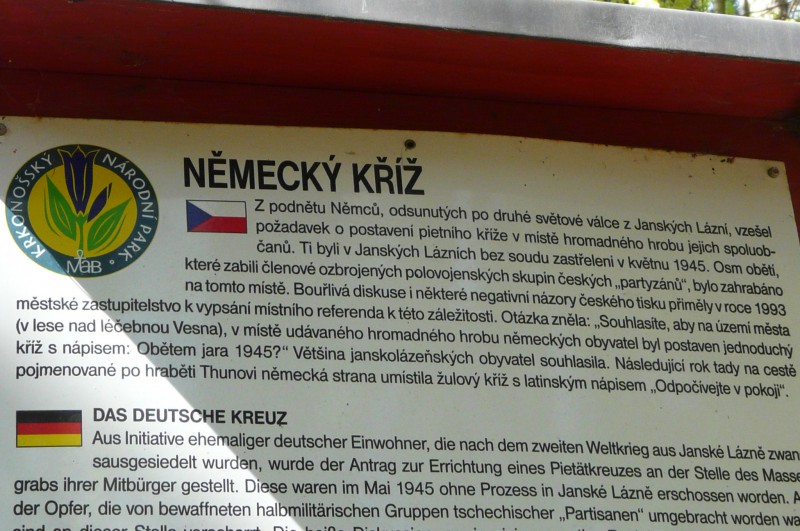 KRKONOŠSKÝ NÁRODNÍ PARK
MaB
NĚMECKÝ KŘÍŽ
Z podnětu Němců, odsunutých po druhé světové válce z Janských Lázní, vzešel
požadavek o postavení pietního kříže v místě hromadného hrobu jejich spoluob-
čanů. Ti byli v Janských Lázních bez soudu zastřeleni v květnu 1945. Osm obětí,
které zabili členové ozbrojených polovojenských skupin českých „partyzánů“, bylo zahrabáno
na tomto místě. Bouřlivá diskuse i některé negativní názory českého tisku přiměly v roce 1993
městské zastupitelstvo k vypsání místního referenda k této záležitosti. Otázka zněla: „Souhlasíte, aby na území města
(v lese nad léčebnou Vesna), v místě udávaného hromadného hrobu německých obyvatel byl postaven jednoduchý
kříž s nápisem: Obětem jara 1945?“ Většina janskolázeňských obyvatel souhlasila. Následující rok tady na cestě
pojmenované po hraběti Thunovi německá strana umístila žulový kříž s latinským nápisem „Odpočívejte v pokoji“.
DAS DEUTSCHE KREUZ
Aus Initiative ehemaliger deutscher Einwohner, die nach dem zweiten Weltkrieg aus Janské Lázně zwan
sausgesiedelt wurden, wurde der Antrag zur Errichtung eines Pietätkreuzes an der Stelle des Masse
grabs ihrer Mitbürger gestellt. Diese waren im Mai 1945 ohne Prozess in Janské Lázně erschossen worden. A
der Opfer, die von bewaffneten halbmilitärischen Gruppen tschechischer „Partisanen“ umgebracht worden wa
sind an dieser Stelle verscharrt. Die heiße